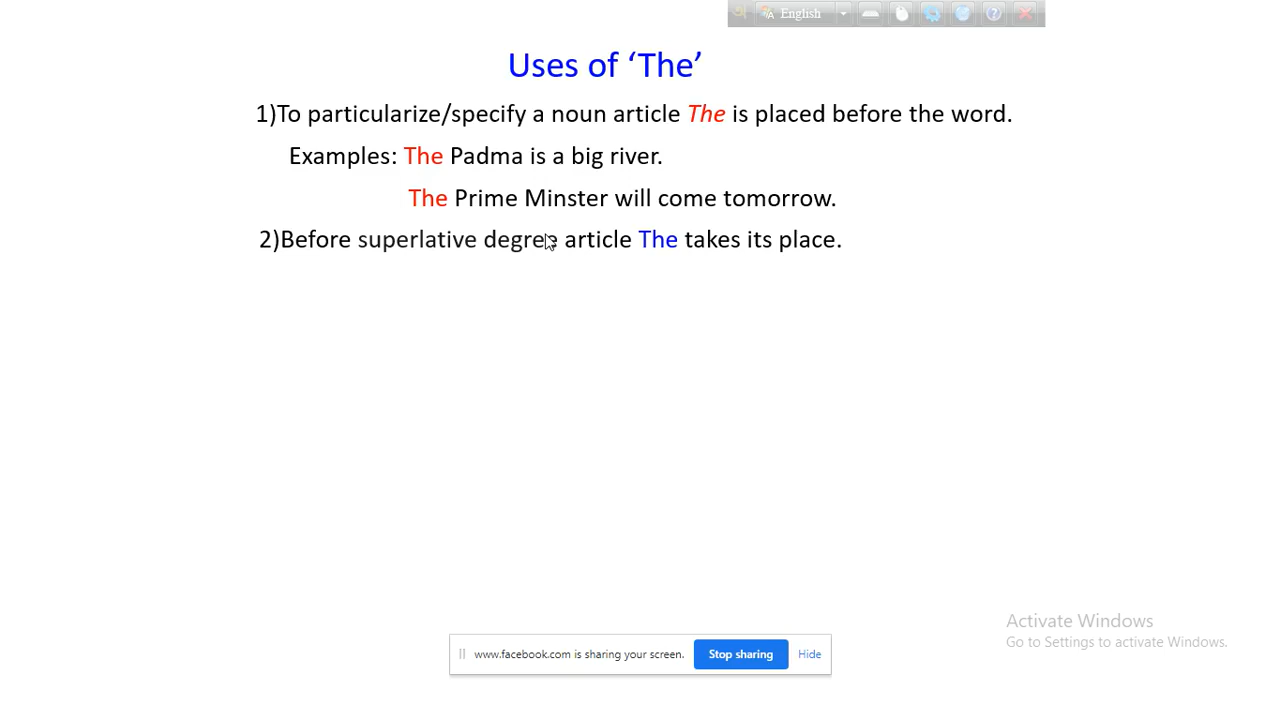 English
Uses of ‘The’
1)To particularize/specify a noun article The is placed before the word.
Examples: The Padma is a big river.
The Prime Minster will come tomorrow.
2)Before superlative degree article The takes its place.
Activate Windows
Go to Settings to activate Windows.
www.facebook.com is sharing your screen. Stop sharing Hide